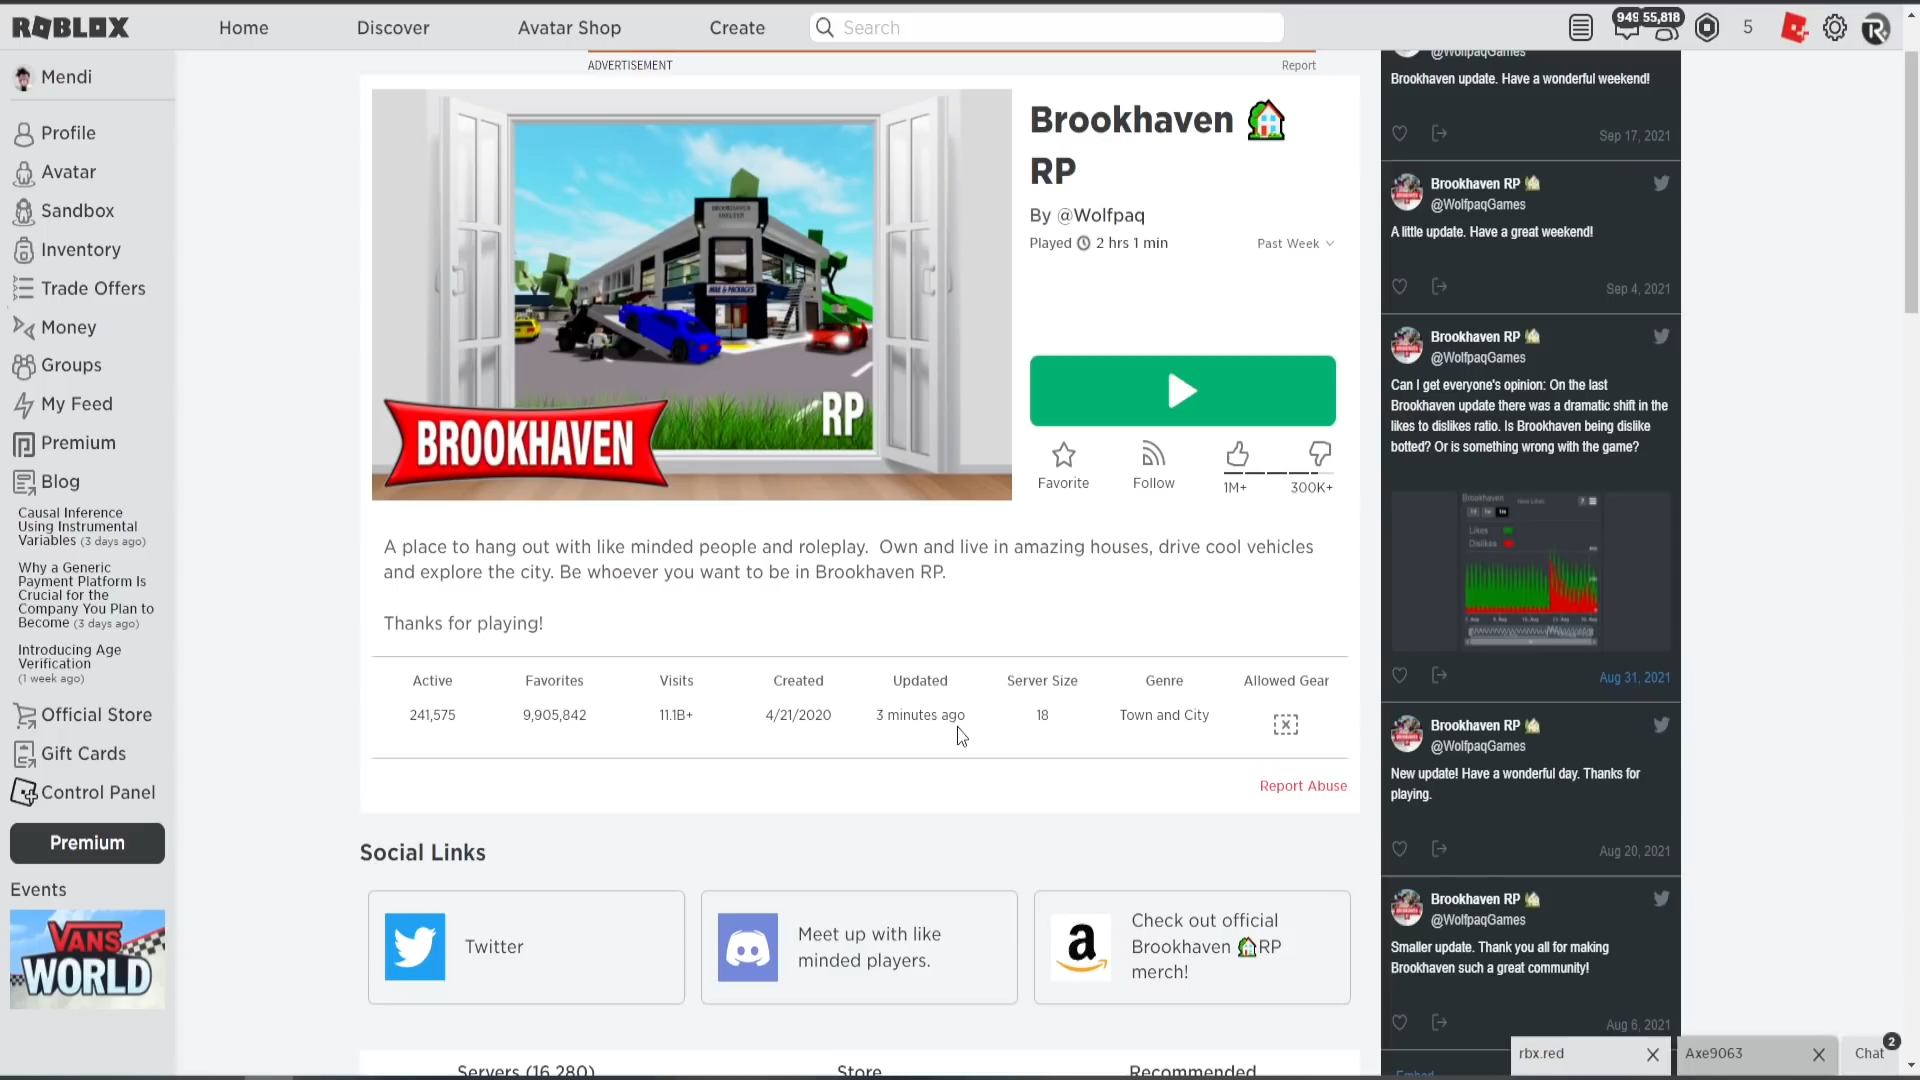 ROBLOX
Home
Discover
Avatar Shop
Create
Search
949
55,818
5
Mendi
Profile
Avatar
Sandbox
Inventory
Trade Offers
Money
Groups
My Feed
Premium
Blog
Causal Inference
Using Instrumental
Variables (3 days ago)
Why a Generic
Payment Platform Is
Crucial for the
Company You Plan to
Become (3 days ago)
Introducing Age
Verification
(1 week ago)
Official Store
Gift Cards
Control Panel
Premium
Events
VANS
WORLD
ADVERTISEMENT
Report
MAIL & PACKAGES
BROOKHAVEN
RP
Brookhaven
RP
By @Wolfpaq
Played 2 hrs 1 min
Past Week
Favorite
Follow
1M+
300K+
A place to hang out with like minded people and roleplay. Own and live in amazing houses, drive cool vehicles
and explore the city. Be whoever you want to be in Brookhaven RP.
Thanks for playing!
Active Favorites Visits Created Updated Server Size Genre Allowed Gear
241,575 9,905,842 11.1B+ 4/21/2020 3 minutes ago 18 Town and City
Report Abuse
Social Links
Twitter
Meet up with like
minded players.
a
Check out official
Brookhaven 🏠RP
merch!
Servers (16,280)
Store
Recommended
@WolfpaqGames
Brookhaven update. Have a wonderful weekend!
Sep 17, 2021
Brookhaven RP
@WolfpaqGames
A little update. Have a great weekend!
Sep 4, 2021
Brookhaven RP
@WolfpaqGames
Can I get everyone's opinion: On the last
Brookhaven update there was a dramatic shift in the
likes to dislikes ratio. Is Brookhaven being dislike
botted? Or is something wrong with the game?
Brookhaven
Likes
Dislikes
Aug 31, 2021
Brookhaven RP
@WolfpaqGames
New update! Have a wonderful day. Thanks for
playing.
Aug 20, 2021
Brookhaven RP
@WolfpaqGames
Smaller update. Thank you all for making
Brookhaven such a great community!
Aug 6, 2021
Embed
rbx.red
Axe9063
Chat
2